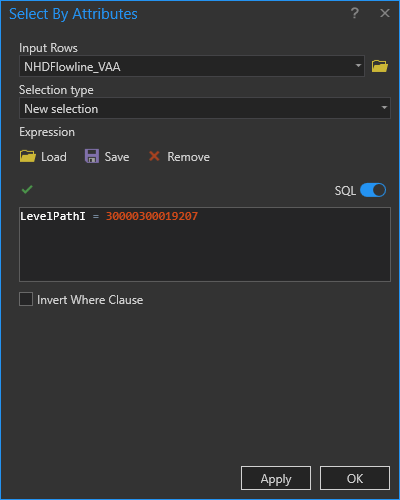 Select By Attributes ? ×
Input Rows
NHDFlowline_VAA
Selection type
New selection
Expression
Load Save Remove
SQL
LevelPathI = 30000300019207
Invert Where Clause
Apply OK